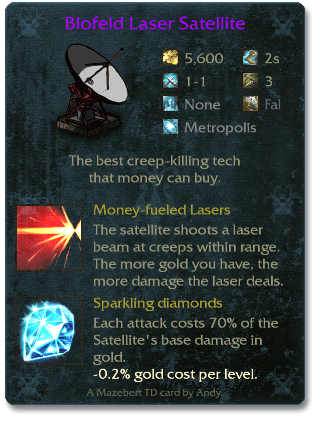 Blofeld Laser Satellite
5,600 2s
1-1 3
None Fal
Metropolis
The best creep-killing tech
that money can buy.
Money-fueled Lasers
The satellite shoots a laser
beam at creeps within range.
The more gold you have, the
more damage the laser deals.
Sparkling diamonds
Each attack costs 70% of the
Satellite's base damage in
gold.
-0.2% gold cost per level.
A Mazebert TD card by Andy.